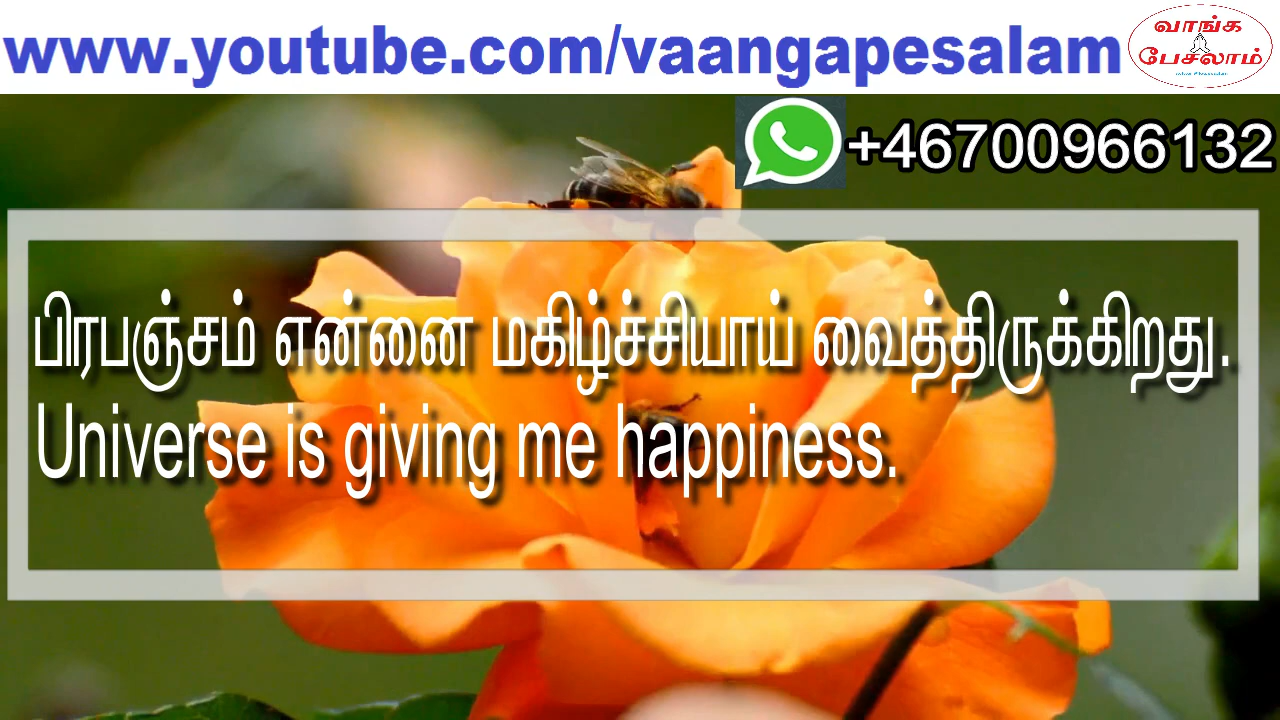 www.youtube.com/vaangapesalam
வாங்க
பேசலாம்
+46700966132
பிரபஞ்சம் என்னை மகிழ்ச்சியாய் வைத்திருக்கிறது.
Universe is giving me happiness.